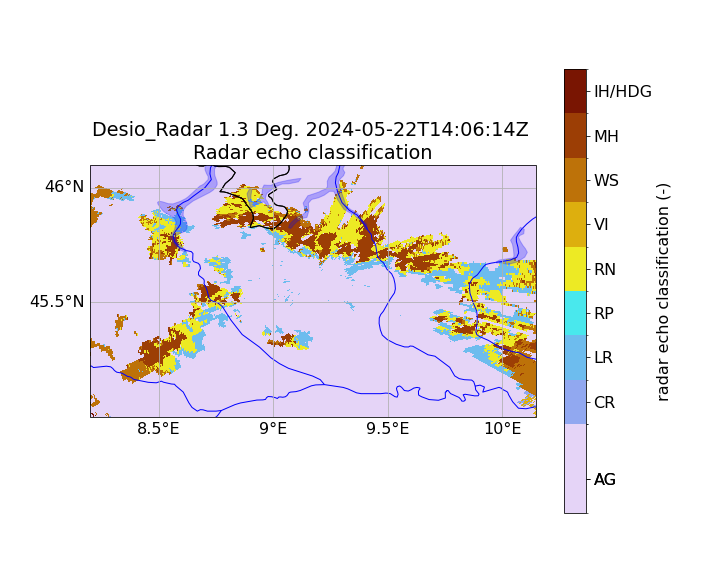 Desio_Radar 1.3 Deg. 2024-05-22T14:06:14Z
Radar echo classification
46°N
45.5°N
8.5°E
9°E
9.5°E
10°E
IH/HDG
MH
WS
VI
RN
RP
LR
CR
AG
radar echo classification (-)